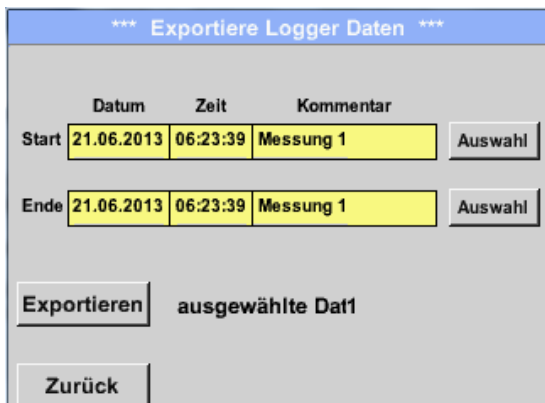 *** Exportiere Logger Daten ***
Datum Zeit Kommentar
Start 21.06.2013 06:23:39 Messung 1 Auswahl
Ende 21.06.2013 06:23:39 Messung 1 Auswahl
Exportieren ausgewählte Dat1
Zurück